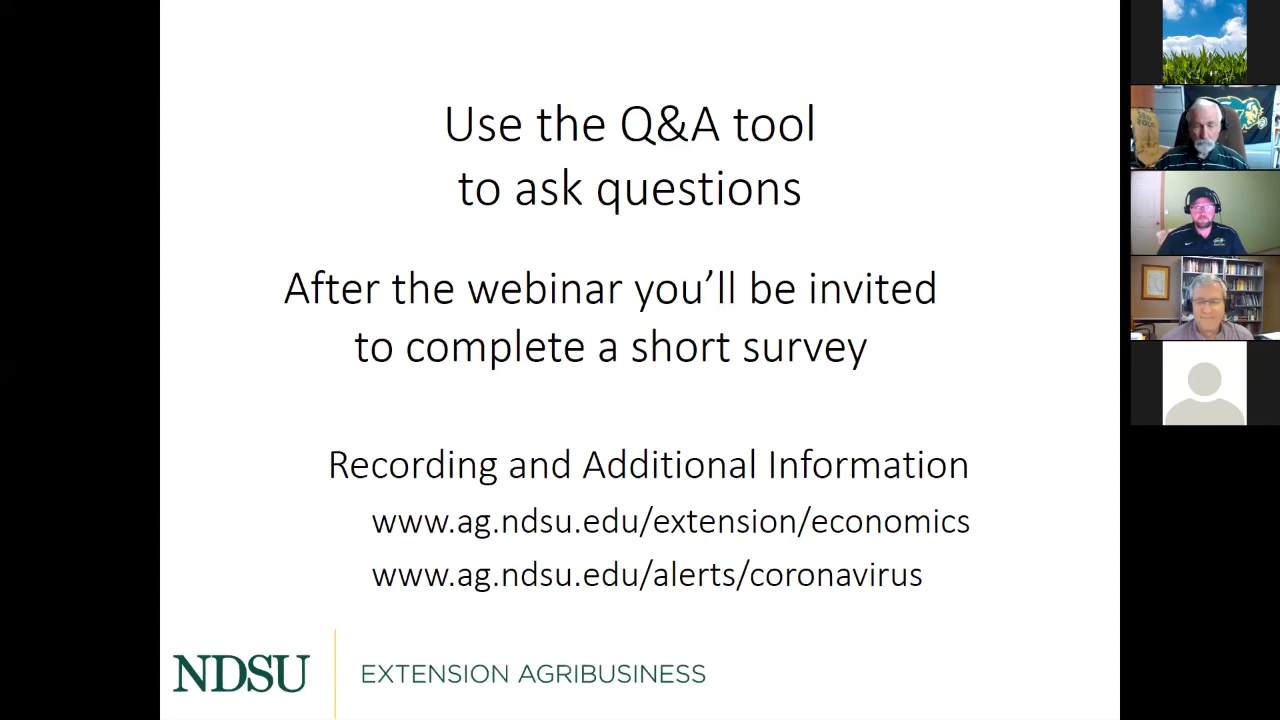 Use the Q&A tool
to ask questions
After the webinar you’ll be invited
to complete a short survey
Recording and Additional Information
www.ag.ndsu.edu/extension/economics
www.ag.ndsu.edu/alerts/coronavirus
NDSU
EXTENSION AGRIBUSINESS